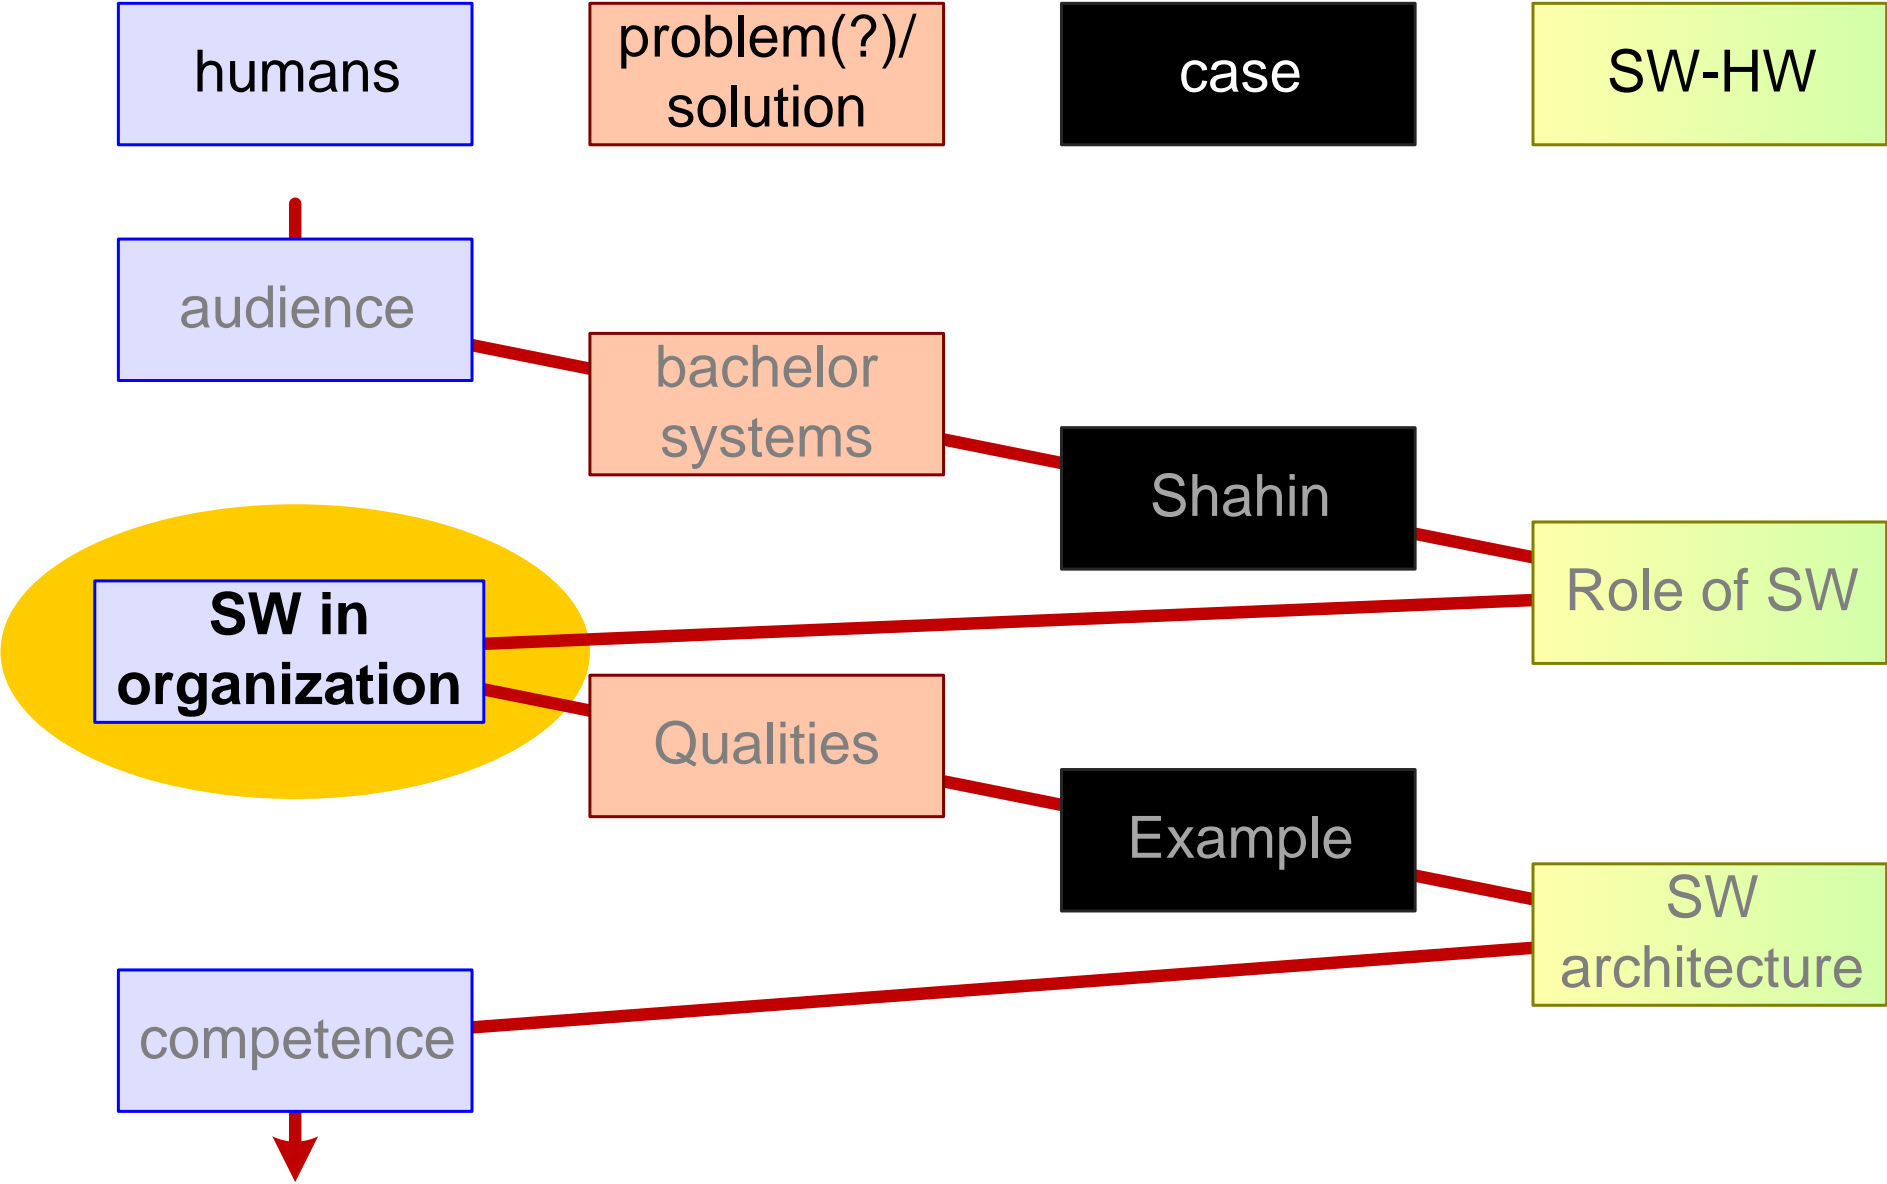 humans
problem(?)/
solution
case
SW-HW
audience
bachelor
systems
Shahin
Role of SW
SW in
organization
Qualities
Example
SW
architecture
competence